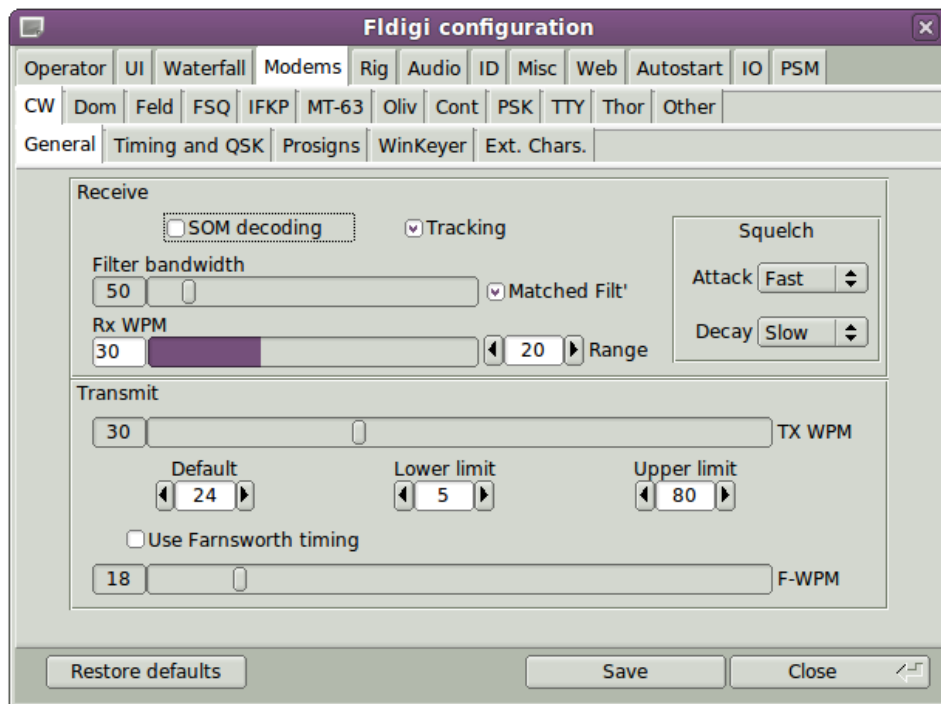 Fldigi configuration
Operator UI Waterfall Modems Rig Audio ID Misc Web Autostart IO PSM
CW Dom Feld FSQ IFKP MT-63 Oliv Cont PSK TTY Thor Other
General Timing and QSK Prosigns WinKeyer Ext. Chars.
Receive
SOM decoding Tracking
Squelch
Filter bandwidth
50 Matched Filt'
Attack Fast
Rx WPM
30 20 Range
Decay Slow
Transmit
30 TX WPM
Default Lower limit Upper limit
24 5 80
Use Farnsworth timing
18 F-WPM
Restore defaults Save Close